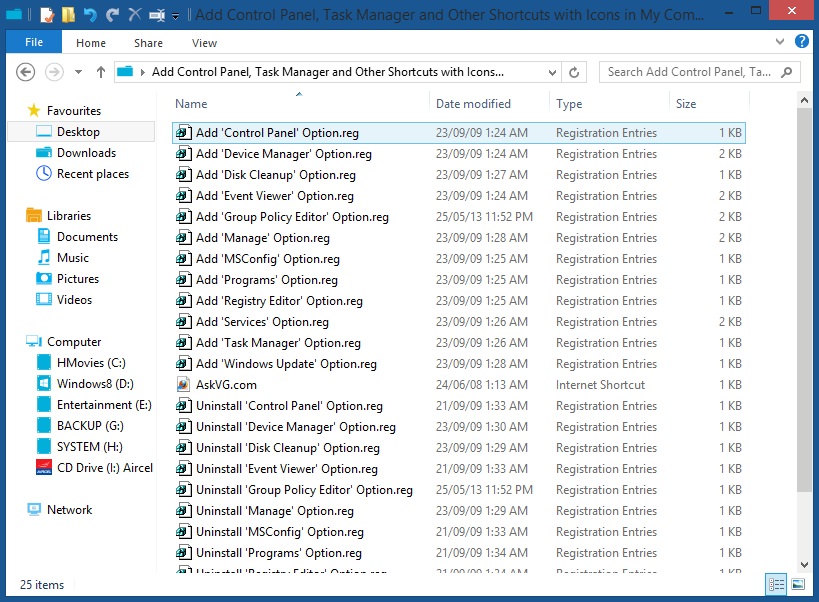 Add Control Panel, Task Manager and Other Shortcuts with Icons in My Com...
File Home Share View
Add Control Panel, Task Manager and Other Shortcuts with Icons...
Search Add Control Panel, Ta...
Name Date modified Type Size
Favourites
Desktop
Downloads
Recent places
Libraries
Documents
Music
Pictures
Videos
Computer
HMovies (C:)
Windows8 (D:)
Entertainment (E:)
BACKUP (G:)
SYSTEM (H:)
CD Drive (I:) Aircel
Network
Add 'Control Panel' Option.reg 23/09/09 1:24 AM Registration Entries 1 KB
Add 'Device Manager' Option.reg 23/09/09 1:24 AM Registration Entries 2 KB
Add 'Disk Cleanup' Option.reg 23/09/09 1:27 AM Registration Entries 1 KB
Add 'Event Viewer' Option.reg 23/09/09 1:24 AM Registration Entries 2 KB
Add 'Group Policy Editor' Option.reg 25/05/13 11:52 PM Registration Entries 2 KB
Add 'Manage' Option.reg 23/09/09 1:28 AM Registration Entries 2 KB
Add 'MSConfig' Option.reg 23/09/09 1:25 AM Registration Entries 1 KB
Add 'Programs' Option.reg 23/09/09 1:25 AM Registration Entries 1 KB
Add 'Registry Editor' Option.reg 23/09/09 1:25 AM Registration Entries 1 KB
Add 'Services' Option.reg 23/09/09 1:26 AM Registration Entries 2 KB
Add 'Task Manager' Option.reg 23/09/09 1:26 AM Registration Entries 1 KB
Add 'Windows Update' Option.reg 23/09/09 1:28 AM Registration Entries 1 KB
AskVG.com 24/06/08 1:13 AM Internet Shortcut 1 KB
Uninstall 'Control Panel' Option.reg 21/09/09 1:33 AM Registration Entries 1 KB
Uninstall 'Device Manager' Option.reg 23/09/09 1:30 AM Registration Entries 1 KB
Uninstall 'Disk Cleanup' Option.reg 23/09/09 1:29 AM Registration Entries 1 KB
Uninstall 'Event Viewer' Option.reg 21/09/09 1:33 AM Registration Entries 1 KB
Uninstall 'Group Policy Editor' Option.reg 25/05/13 11:52 PM Registration Entries 1 KB
Uninstall 'Manage' Option.reg 23/09/09 1:29 AM Registration Entries 1 KB
Uninstall 'MSConfig' Option.reg 21/09/09 1:33 AM Registration Entries 1 KB
Uninstall 'Programs' Option.reg 21/09/09 1:34 AM Registration Entries 1 KB
Uninstall 'Registry Editor' Option.reg 21/09/09 1:34 AM Registration Entries 1 KB
25 items